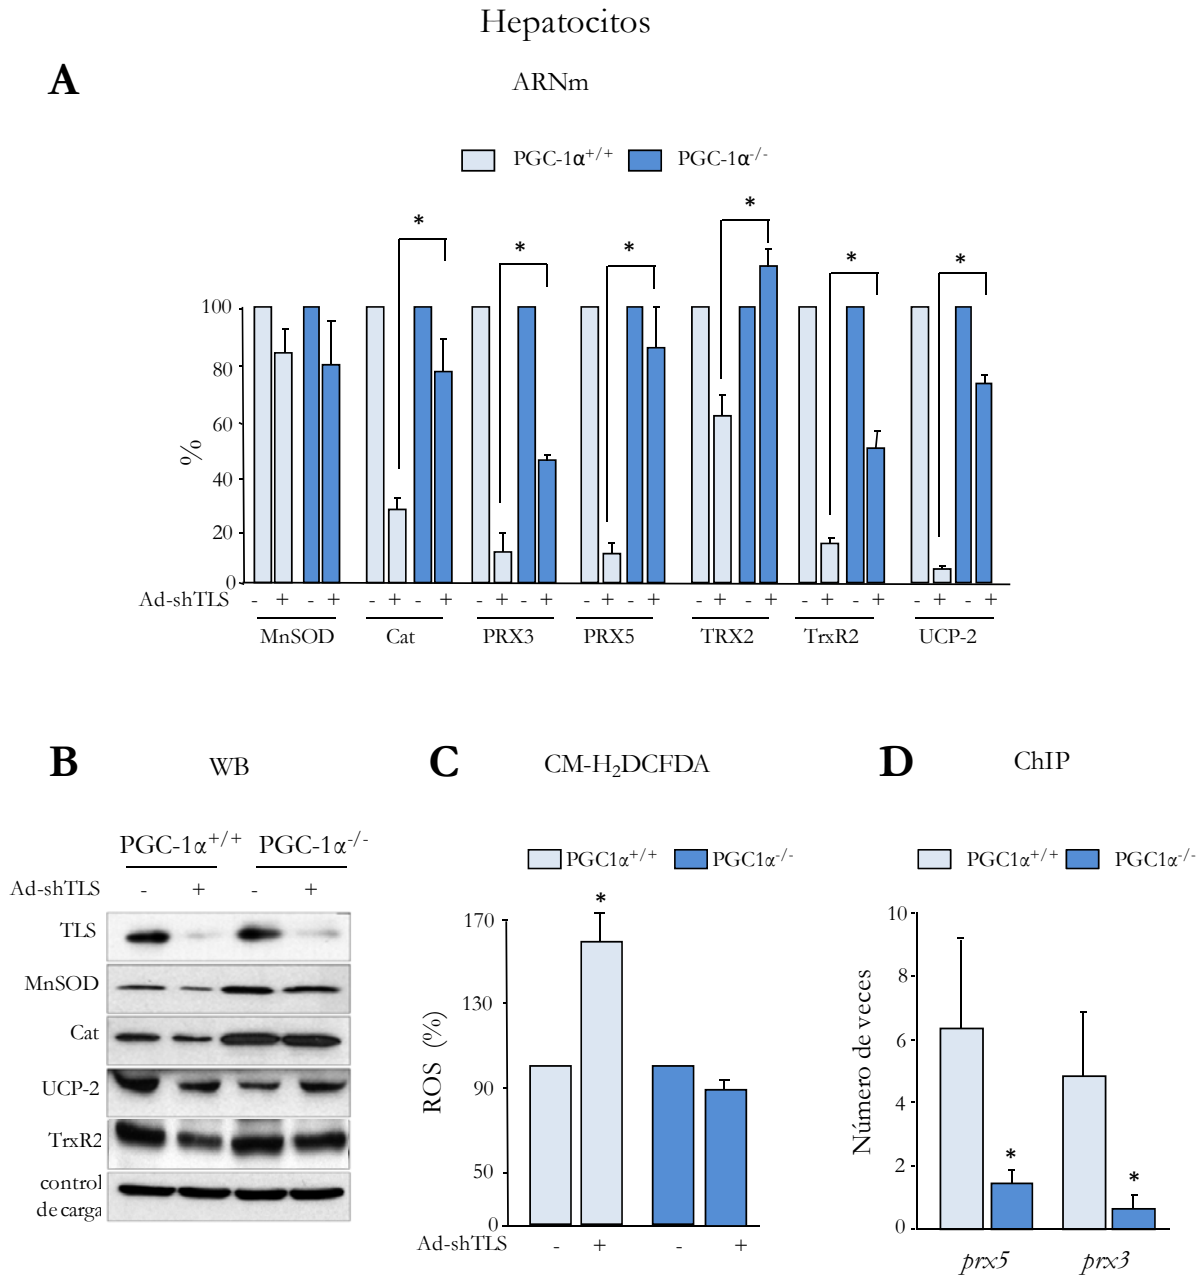 Hepatocitos
A
ARNm
PGC-1α+/+ PGC-1α-/-
* * * * * *
100
80
60
40
20
0
%
Ad-shTLS - + - + - + - + - + - + - + - + - + - + - + - + - + - +
MnSOD Cat PRX3 PRX5 TRX2 TrxR2 UCP-2
B
WB
PGC-1α+/+ PGC-1α-/-
Ad-shTLS - + - +
TLS
MnSOD
Cat
UCP-2
TrxR2
control
de carga
C
CM-H₂DCFDA
PGC1α+/+ PGC1α-/-
*
170
130
90
50
0
ROS (%)
Ad-shTLS - + - +
D
ChIP
PGC1α+/+ PGC1α-/-
10
8
6
4
2
0
Número de veces
* *
prx5 prx3